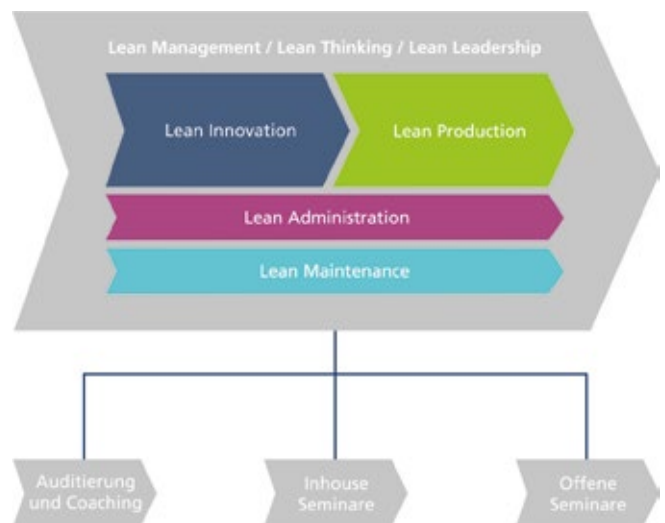 Lean Management / Lean Thinking / Lean Leadership
Lean Innovation
Lean Production
Lean Administration
Lean Maintenance
Auditierung
und Coaching
Inhouse
Seminare
Offene
Seminare